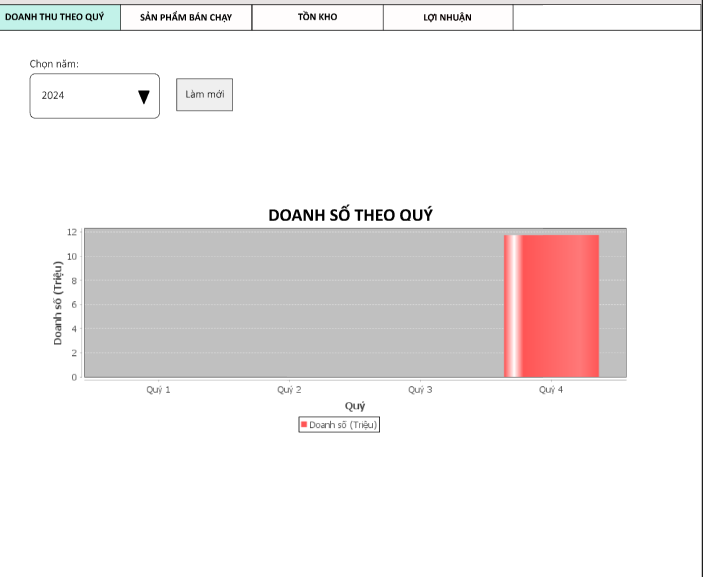 DOANH THU THEO QUÝ SẢN PHẨM BÁN CHẠY TỒN KHO LỢI NHUẬN
Chọn năm:
2024 Làm mới
DOANH SỐ THEO QUÝ
12
10
8
6
4
2
0
Doanh số (Triệu)
Quý 1 Quý 2 Quý 3 Quý 4
Quý
Doanh số (Triệu)